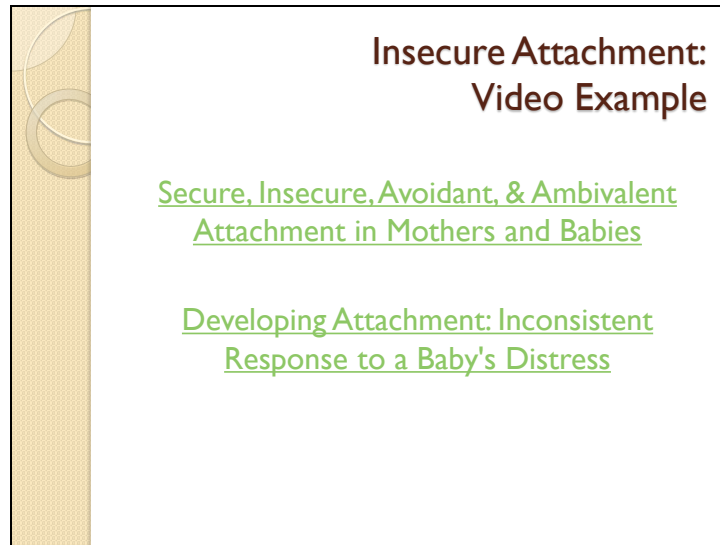 Insecure Attachment:
Video Example
Secure, Insecure, Avoidant, & Ambivalent
Attachment in Mothers and Babies
Developing Attachment: Inconsistent
Response to a Baby's Distress